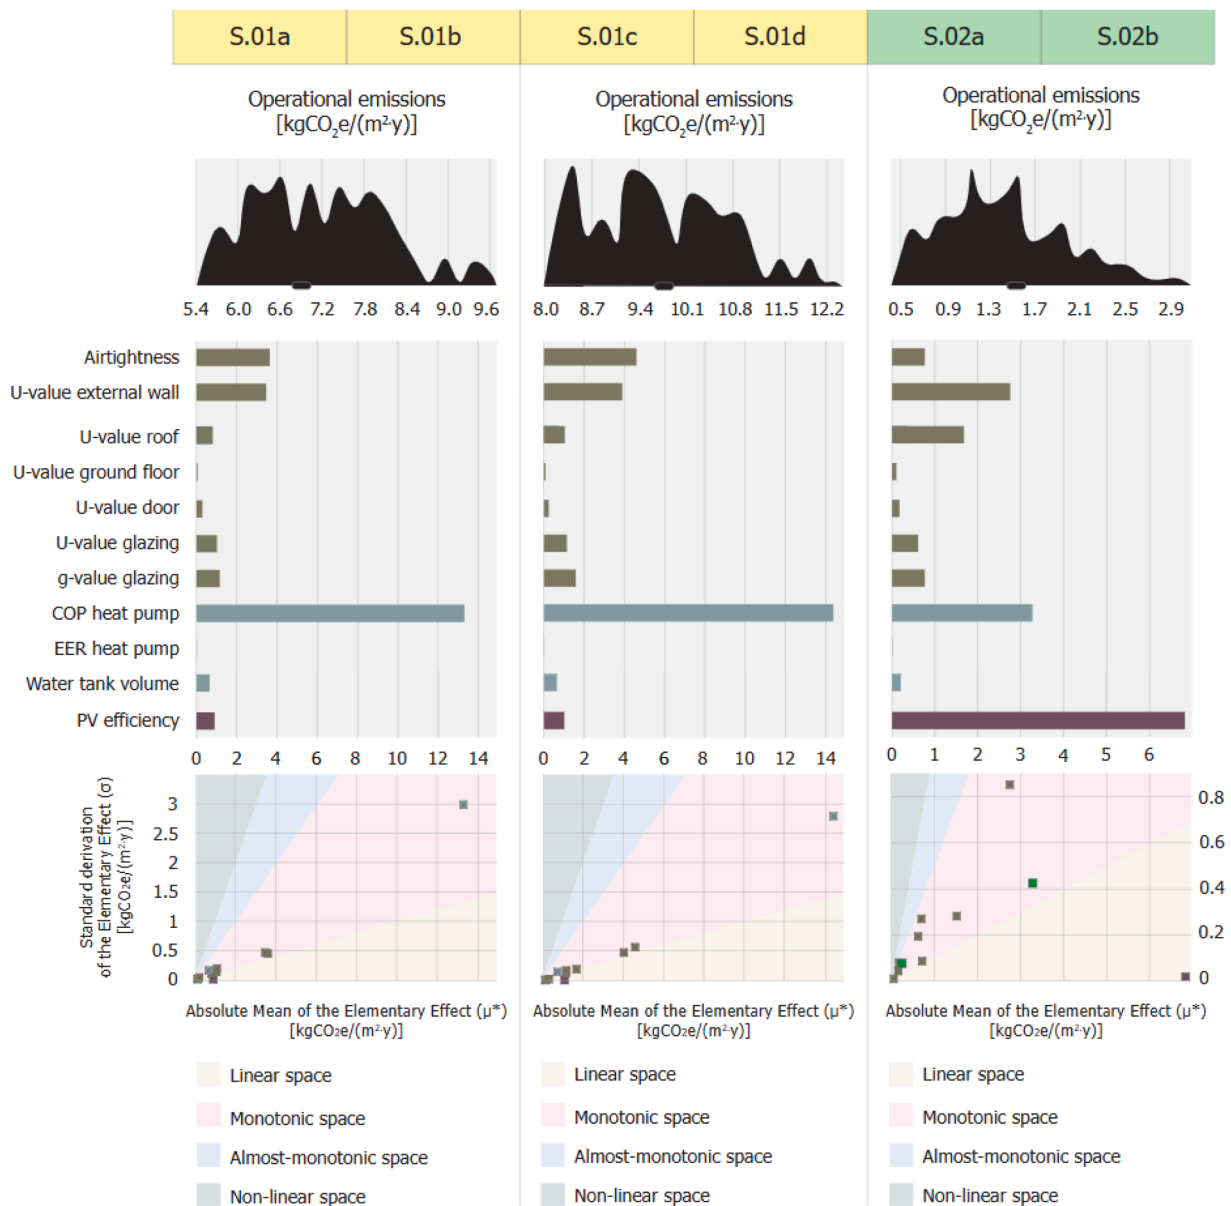 S.01a S.01b S.01c S.01d S.02a S.02b
Operational emissions
[kgCO2e/(m²·y)]
Operational emissions
[kgCO2e/(m²·y)]
Operational emissions
[kgCO2e/(m²·y)]
5.4 6.0 6.6 7.2 7.8 8.4 9.0 9.6
8.0 8.7 9.4 10.1 10.8 11.5 12.2
0.5 0.9 1.3 1.7 2.1 2.5 2.9
Airtightness
U-value external wall
U-value roof
U-value ground floor
U-value door
U-value glazing
g-value glazing
COP heat pump
EER heat pump
Water tank volume
PV efficiency
0 2 4 6 8 10 12 14
0 2 4 6 8 10 12 14
0 1 2 3 4 5 6
Standard derivation
of the Elementary Effect (σ)
[kgCO2e/(m²·y)]
3
2.5
2
1.5
1
0.5
0
0.8
0.6
0.4
0.2
0
Absolute Mean of the Elementary Effect (μ*)
[kgCO2e/(m²·y)]
Absolute Mean of the Elementary Effect (μ*)
[kgCO2e/(m²·y)]
Absolute Mean of the Elementary Effect (μ*)
[kgCO2e/(m²·y)]
Linear space
Monotonic space
Almost-monotonic space
Non-linear space
Linear space
Monotonic space
Almost-monotonic space
Non-linear space
Linear space
Monotonic space
Almost-monotonic space
Non-linear space